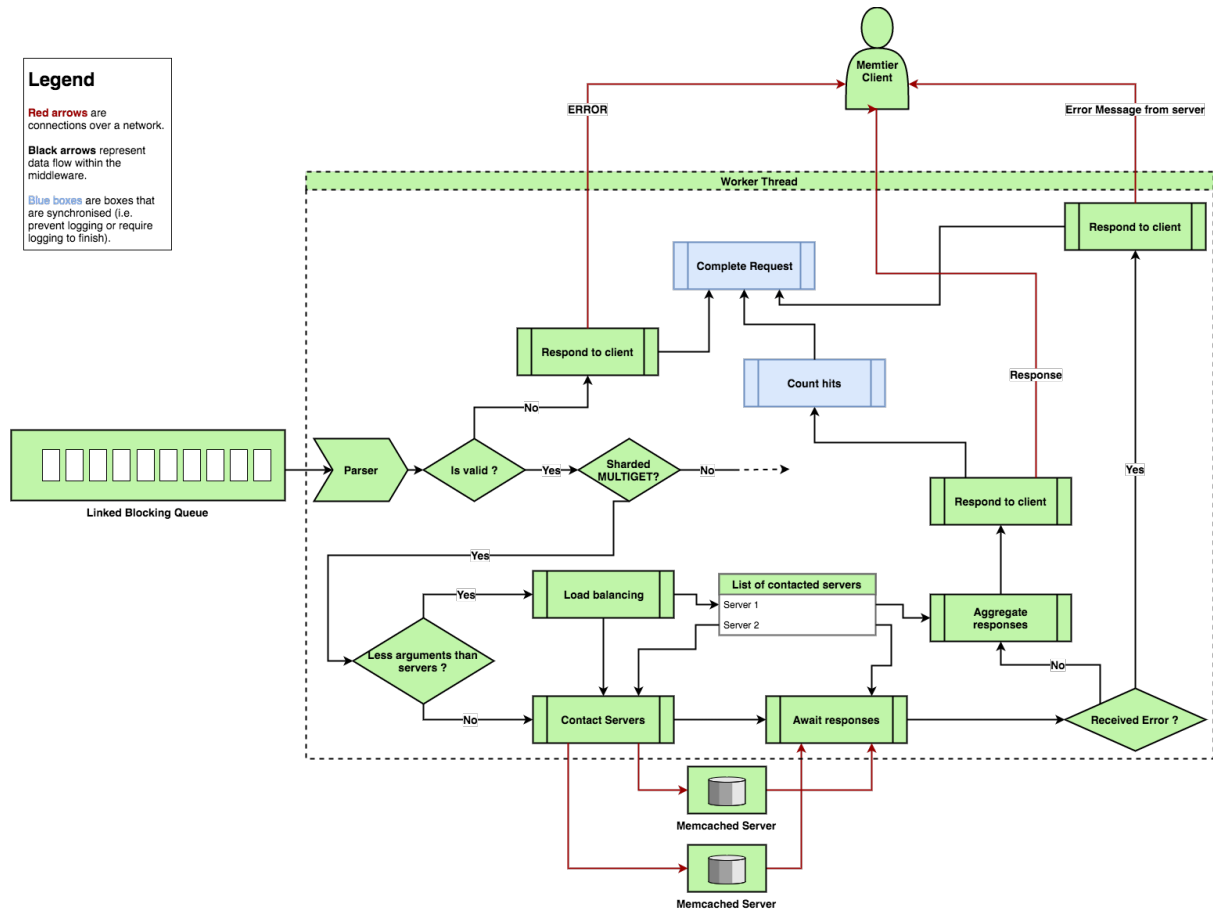 Memtier
Client
Legend
Red arrows are
connections over a network.
Black arrows represent
data flow within the
middleware.
Blue boxes are boxes that
are synchronised (i.e.
prevent logging or require
logging to finish).
ERROR
Error Message from server
Worker Thread
Respond to client
Complete Request
Respond to client
Count hits
Response
No
Parser
Is valid ?
Yes
Sharded
MULTIGET?
No
Yes
Linked Blocking Queue
Respond to client
Yes
Yes
Load balancing
List of contacted servers
Server 1
Server 2
Aggregate
responses
Less arguments than
servers ?
No
No
Contact Servers
Await responses
Received Error ?
Memcached Server
Memcached Server